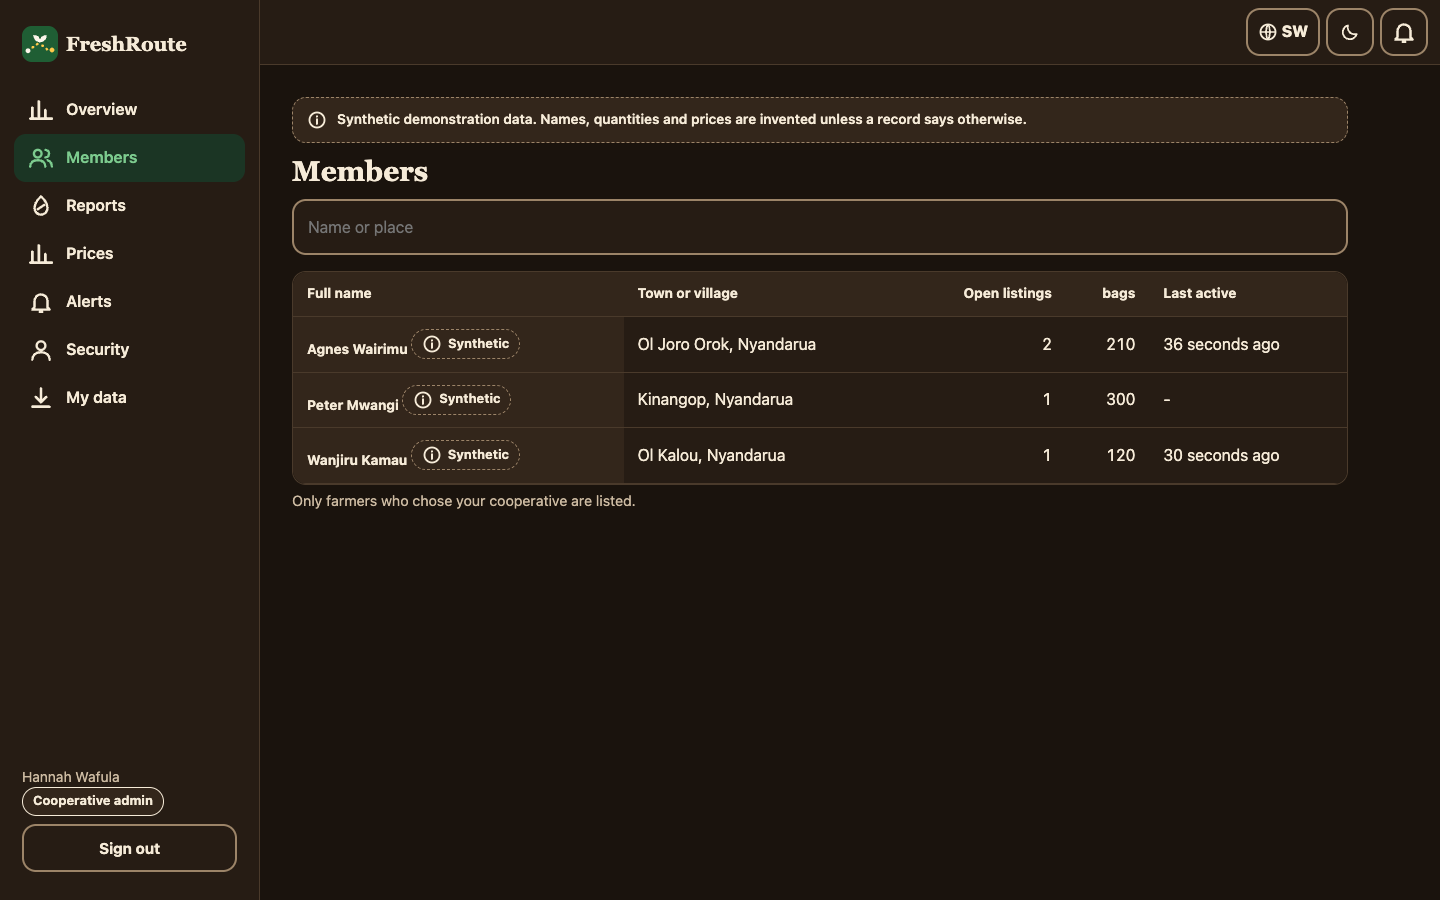 FreshRoute
SW
Overview
Members
Reports
Prices
Alerts
Security
My data
Hannah Wafula
Cooperative admin
Sign out
Synthetic demonstration data. Names, quantities and prices are invented unless a record says otherwise.
Members
Name or place
Full name Town or village Open listings bags Last active
Agnes Wairimu Synthetic Ol Joro Orok, Nyandarua 2 210 36 seconds ago
Peter Mwangi Synthetic Kinangop, Nyandarua 1 300 -
Wanjiru Kamau Synthetic Ol Kalou, Nyandarua 1 120 30 seconds ago
Only farmers who chose your cooperative are listed.